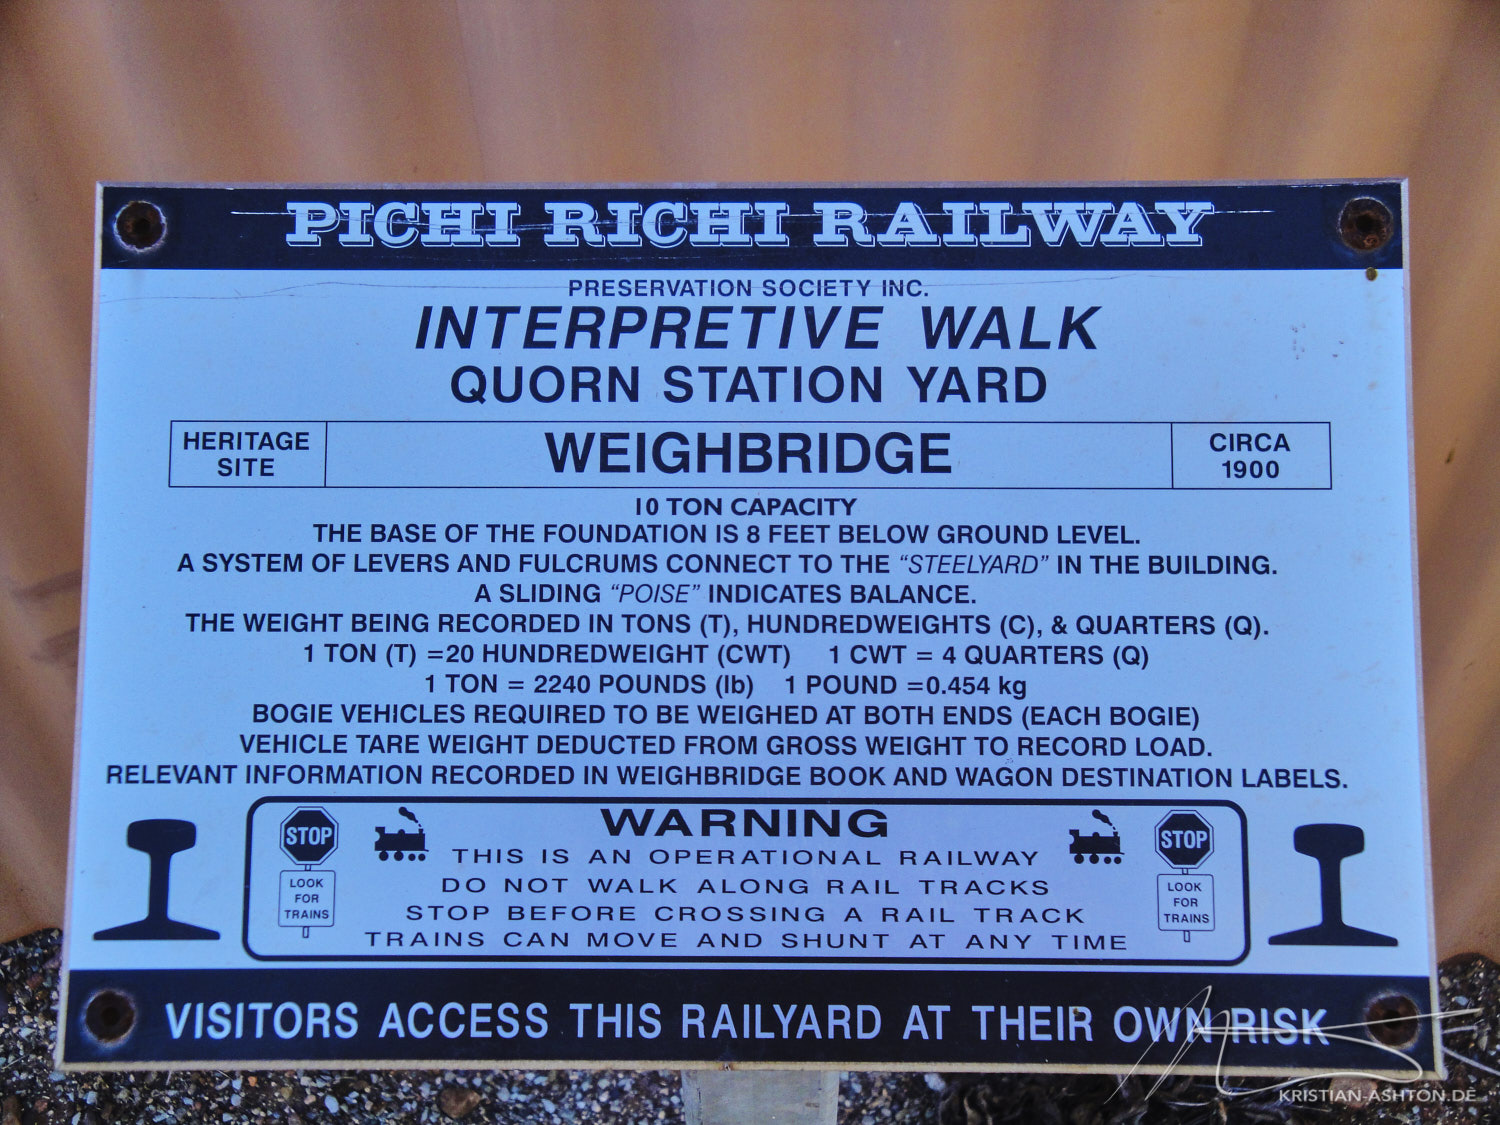 PICHI RICHI RAILWAY
PRESERVATION SOCIETY INC.
INTERPRETIVE WALK
QUORN STATION YARD
HERITAGE
SITE
WEIGHBRIDGE
CIRCA
1900
10 TON CAPACITY
THE BASE OF THE FOUNDATION IS 8 FEET BELOW GROUND LEVEL.
A SYSTEM OF LEVERS AND FULCRUMS CONNECT TO THE “STEELYARD” IN THE BUILDING.
A SLIDING “POISE” INDICATES BALANCE.
THE WEIGHT BEING RECORDED IN TONS (T), HUNDREDWEIGHTS (C), & QUARTERS (Q).
1 TON (T) =20 HUNDREDWEIGHT (CWT) 1 CWT = 4 QUARTERS (Q)
1 TON = 2240 POUNDS (lb) 1 POUND =0.454 kg
BOGIE VEHICLES REQUIRED TO BE WEIGHED AT BOTH ENDS (EACH BOGIE)
VEHICLE TARE WEIGHT DEDUCTED FROM GROSS WEIGHT TO RECORD LOAD.
RELEVANT INFORMATION RECORDED IN WEIGHBRIDGE BOOK AND WAGON DESTINATION LABELS.
STOP
LOOK
FOR
TRAINS
WARNING
THIS IS AN OPERATIONAL RAILWAY
DO NOT WALK ALONG RAIL TRACKS
STOP BEFORE CROSSING A RAIL TRACK
TRAINS CAN MOVE AND SHUNT AT ANY TIME
STOP
LOOK
FOR
TRAINS
VISITORS ACCESS THIS RAILYARD AT THEIR OWN RISK
KRISTIAN-ASHTON.DE